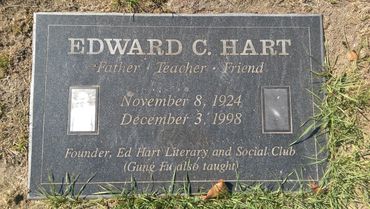 EDWARD C. HART
Father · Teacher · Friend
November 8, 1924
December 3, 1998
Founder, Ed Hart Literary and Social Club
(Gung Fu also taught)